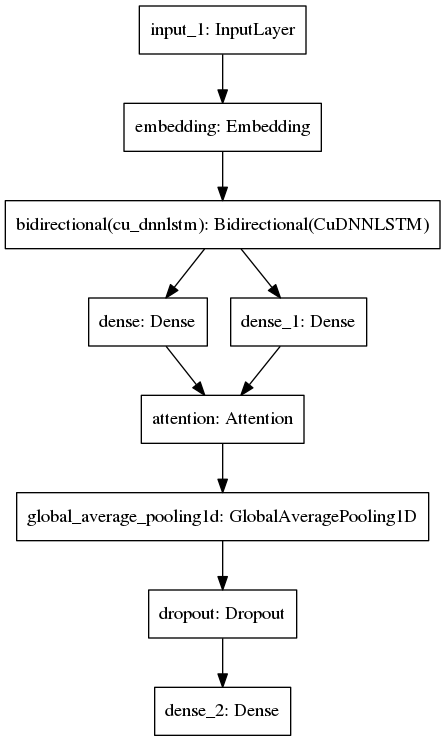 input_1: InputLayer
embedding: Embedding
bidirectional(cu_dnnlstm): Bidirectional(CuDNNLSTM)
dense: Dense
dense_1: Dense
attention: Attention
global_average_pooling1d: GlobalAveragePooling1D
dropout: Dropout
dense_2: Dense